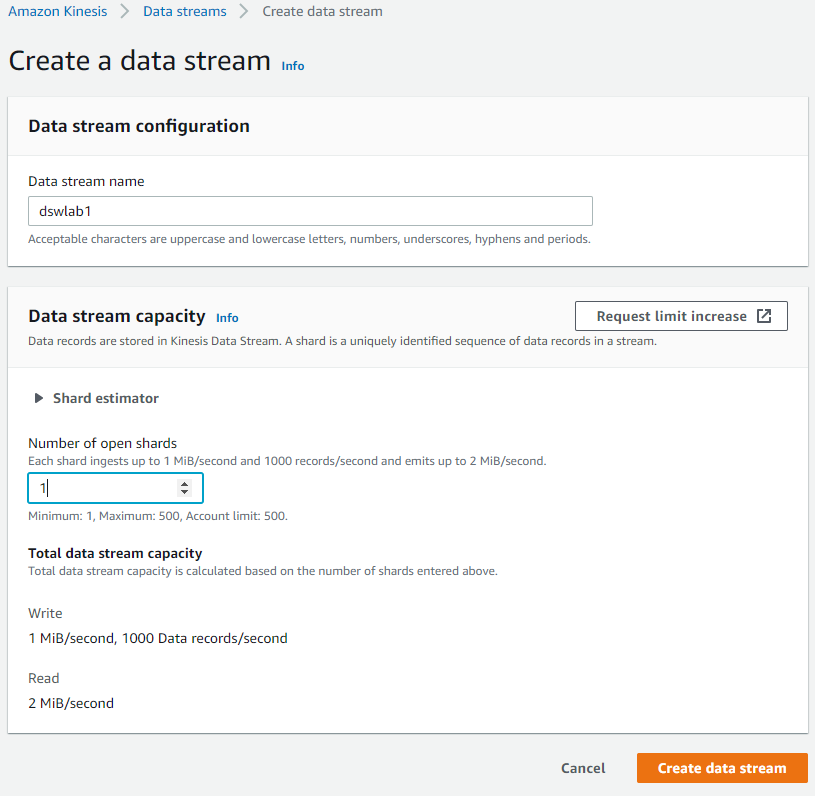 Amazon Kinesis > Data streams > Create data stream
Create a data stream Info
Data stream configuration
Data stream name
dswlab1
Acceptable characters are uppercase and lowercase letters, numbers, underscores, hyphens and periods.
Data stream capacity Info
Request limit increase
Data records are stored in Kinesis Data Stream. A shard is a uniquely identified sequence of data records in a stream.
Shard estimator
Number of open shards
Each shard ingests up to 1 MiB/second and 1000 records/second and emits up to 2 MiB/second.
1
Minimum: 1, Maximum: 500, Account limit: 500.
Total data stream capacity
Total data stream capacity is calculated based on the number of shards entered above.
Write
1 MiB/second, 1000 Data records/second
Read
2 MiB/second
Cancel
Create data stream